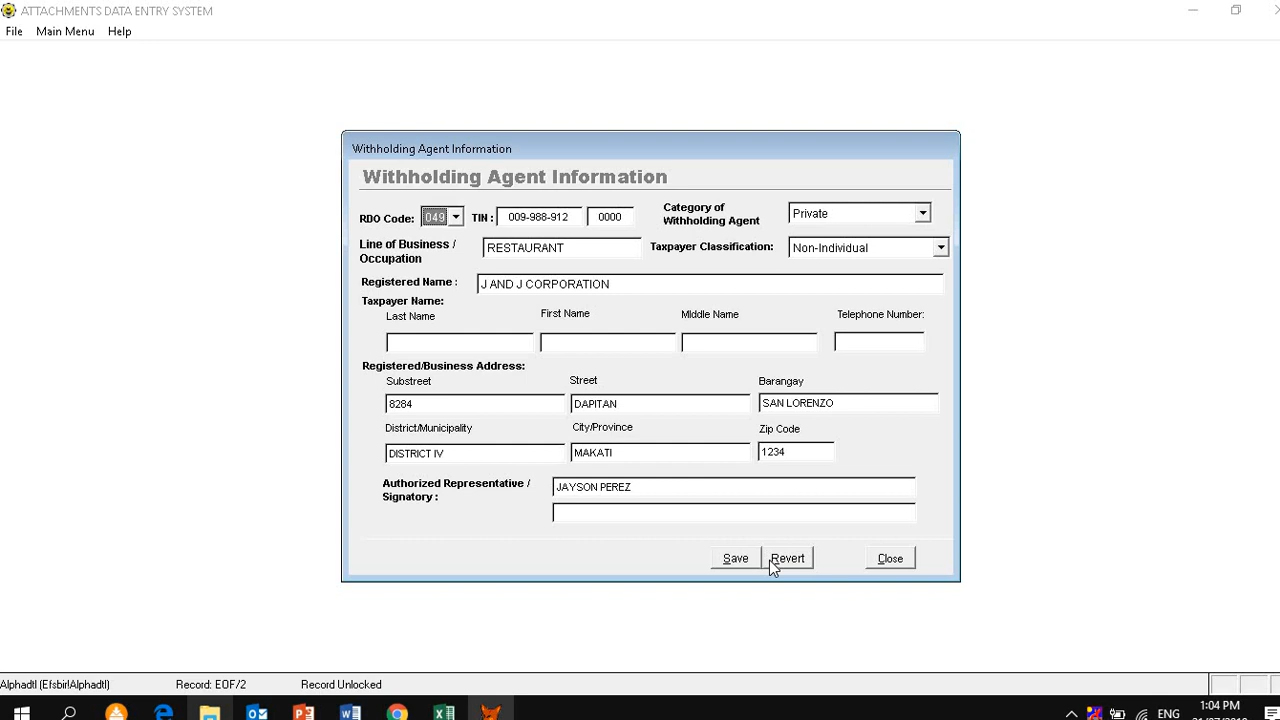 ATTACHMENTS DATA ENTRY SYSTEM
File Main Menu Help
Withholding Agent Information
Withholding Agent Information
RDO Code: 049 TIN : 009-988-912 0000 Category of Withholding Agent Private
Line of Business / Occupation RESTAURANT Taxpayer Classification: Non-Individual
Registered Name : J AND J CORPORATION
Taxpayer Name:
Last Name First Name Middle Name Telephone Number:
Registered/Business Address:
Substreet Street Barangay
8284 DAPITAN SAN LORENZO
District/Municipality City/Province Zip Code
DISTRICT IV MAKATI 1234
Authorized Representative / Signatory : JAYSON PEREZ
Save Revert Close
Alphadtl (Efsbir!Alphadtl) Record: EOF/2 Record Unlocked
ENG 1:04 PM